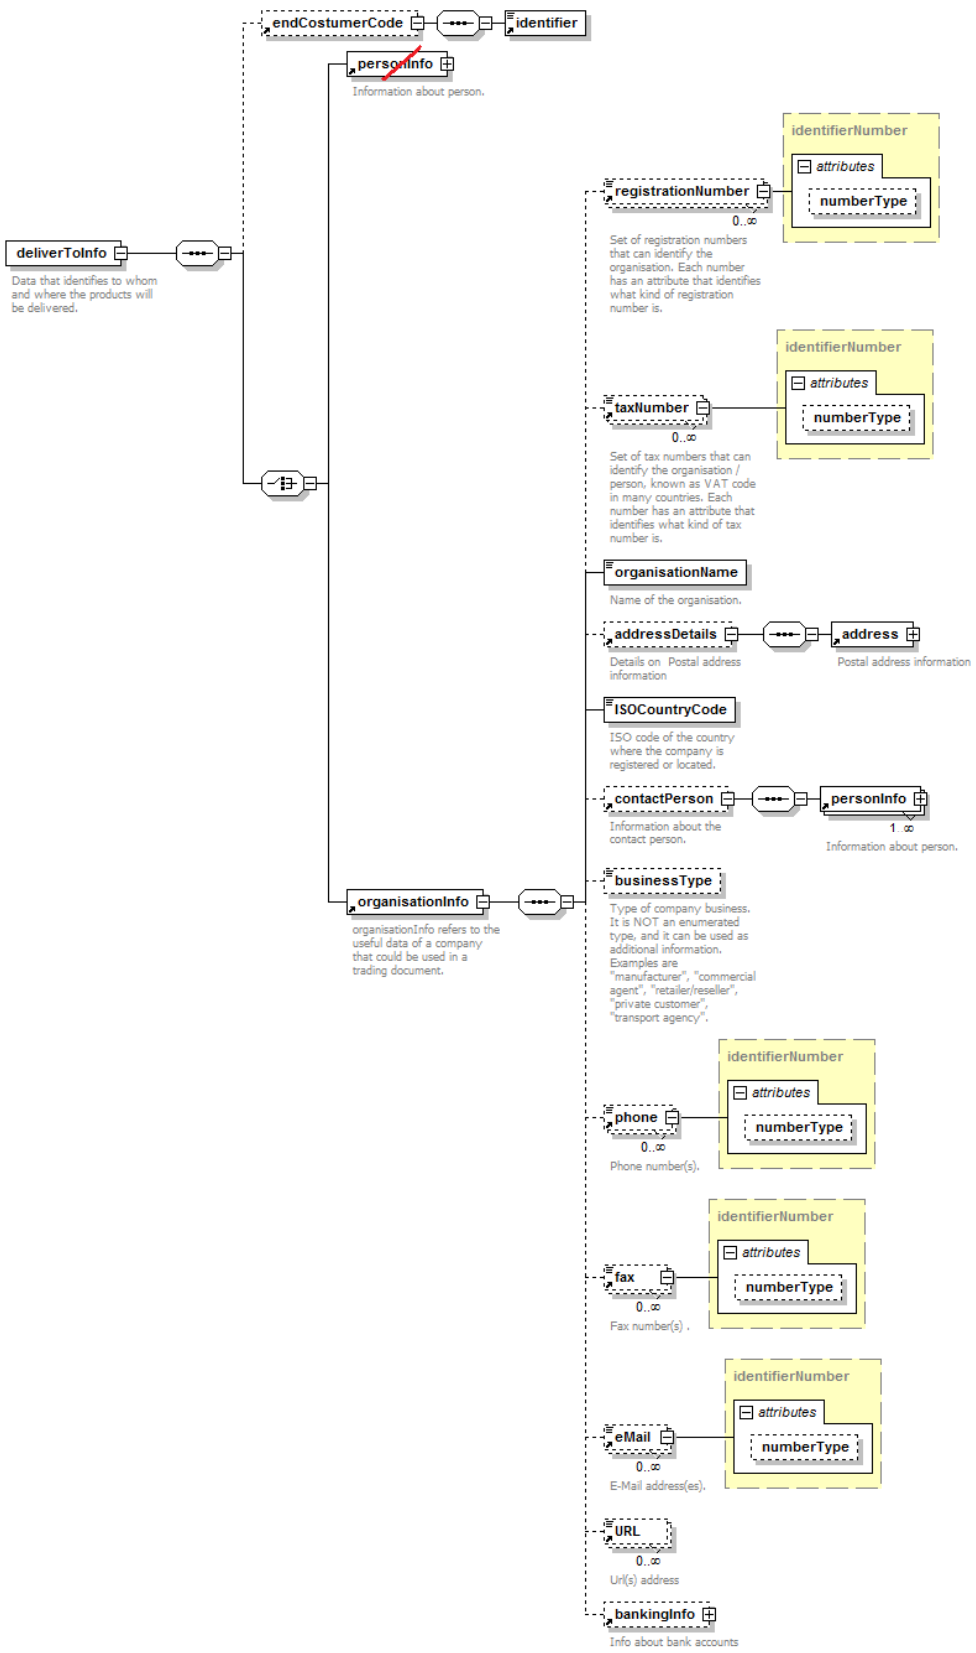 endCostumerCode
identifier
personInfo
Information about person.
identifierNumber
attributes
numberType
registrationNumber
0..∞
Set of registration numbers
that can identify the
organisation. Each number
has an attribute that identifies
what kind of registration
number is.
deliverToInfo
Data that identifies to whom
and where the products will
be delivered.
identifierNumber
attributes
numberType
taxNumber
0..∞
Set of tax numbers that can
identify the organisation /
person, known as VAT code
in many countries. Each
number has an attribute that
identifies what kind of tax
number is.
organisationName
Name of the organisation.
addressDetails
address
Details on Postal address
information
Postal address information
ISOCountryCode
ISO code of the country
where the company is
registered or located.
contactPerson
personInfo
1..∞
Information about the
contact person.
Information about person.
businessType
Type of company business.
It is NOT an enumerated
type, and it can be used as
additional information.
Examples are
"manufacturer", "commercial
agent", "retailer/reseller",
"private customer",
"transport agency".
organisationInfo
organisationInfo refers to the
useful data of a company
that could be used in a
trading document.
identifierNumber
attributes
numberType
phone
0..∞
Phone number(s).
identifierNumber
attributes
numberType
fax
0..∞
Fax number(s) .
identifierNumber
attributes
numberType
eMail
0..∞
E-Mail address(es).
URL
0..∞
Url(s) address
bankingInfo
Info about bank accounts